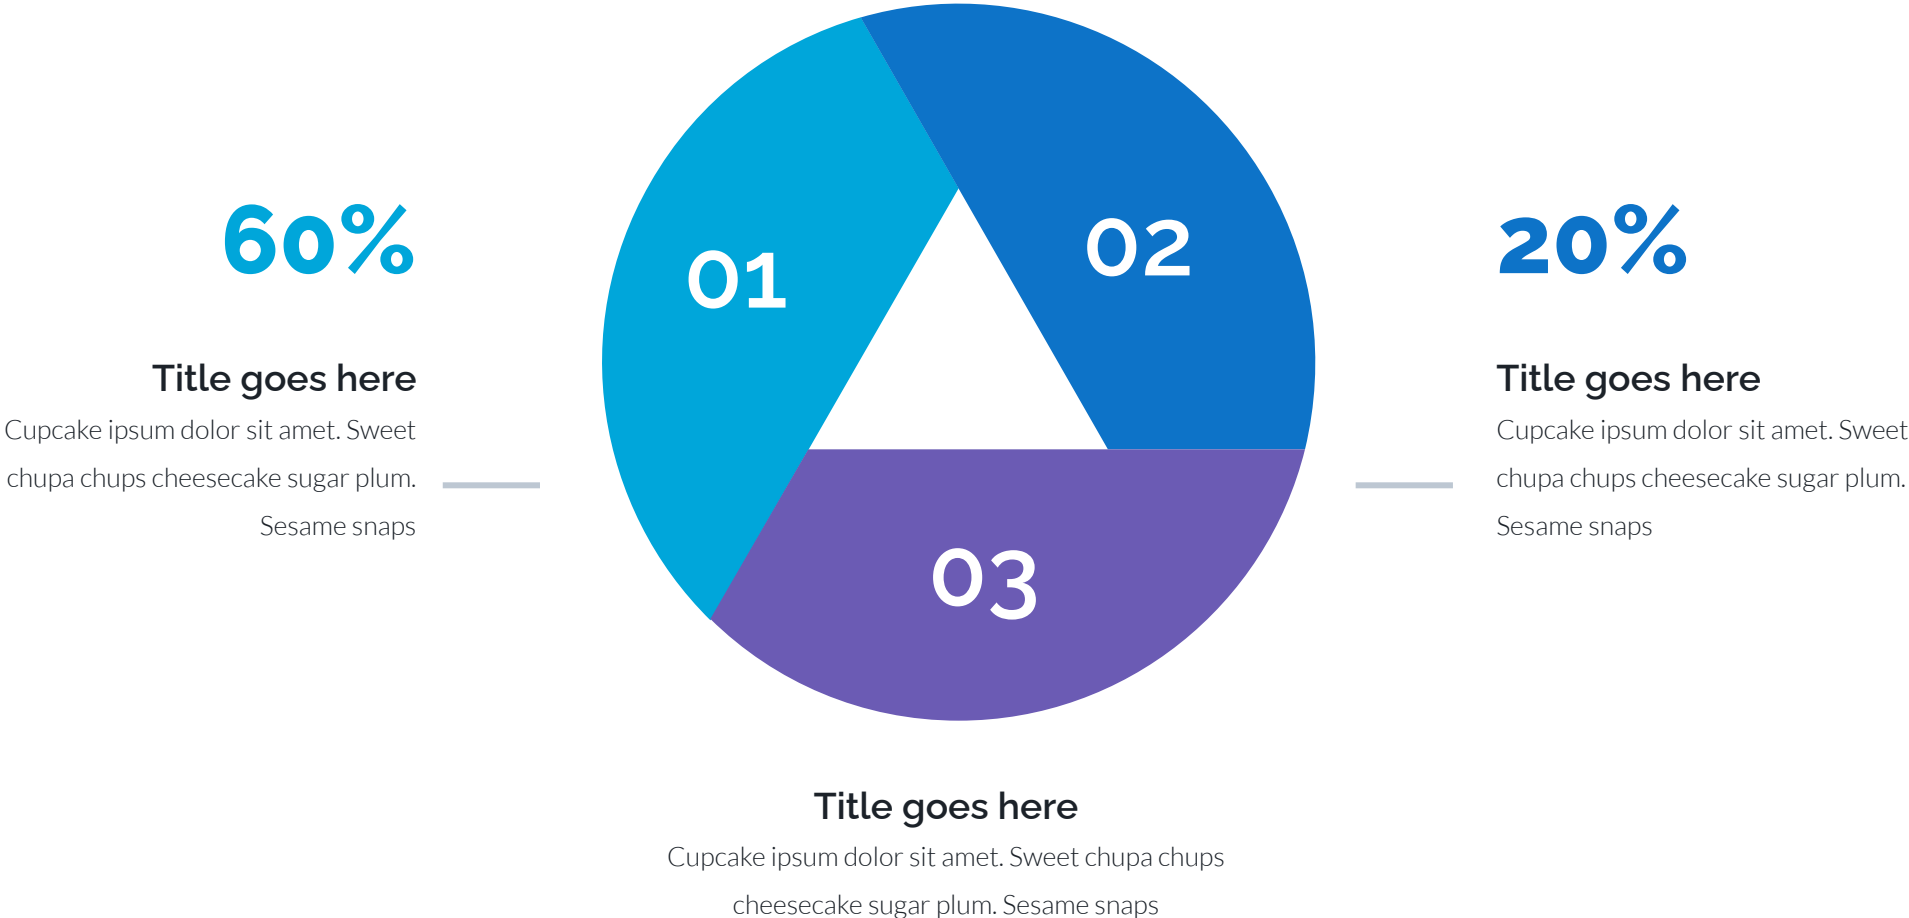 60%
Title goes here
Cupcake ipsum dolor sit amet. Sweet
chupa chups cheesecake sugar plum.
Sesame snaps
01
02
03
20%
Title goes here
Cupcake ipsum dolor sit amet. Sweet
chupa chups cheesecake sugar plum.
Sesame snaps
Title goes here
Cupcake ipsum dolor sit amet. Sweet chupa chups
cheesecake sugar plum. Sesame snaps